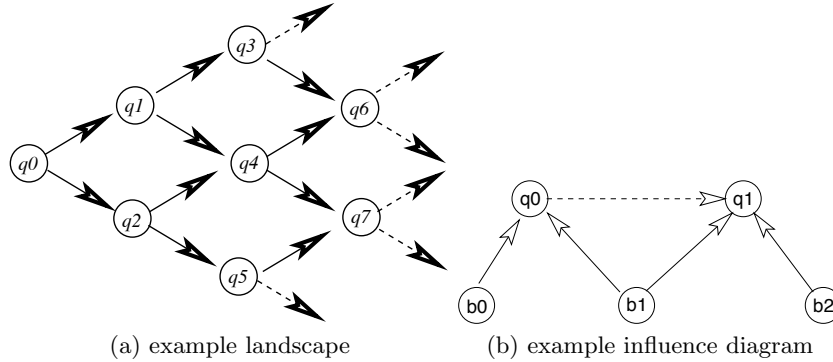 q3
q1
q6
q0
q4
q0
q1
q2
q7
q5
b0
b1
b2
(a) example landscape
(b) example influence diagram